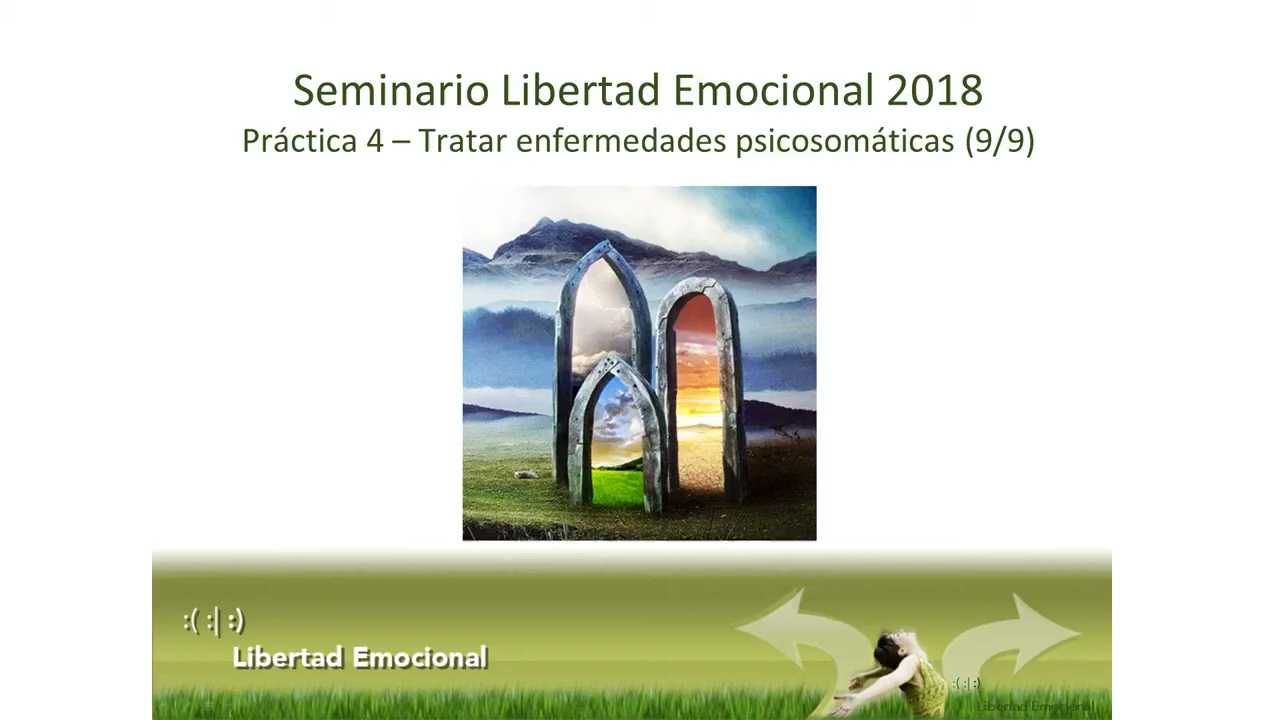 Seminario Libertad Emocional 2018
Práctica 4 – Tratar enfermedades psicosomáticas (9/9)
:( :| :)
Libertad Emocional
:( :| :)
Libertad Emocional